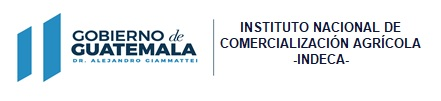 GOBIERNO de
GUATEMALA
DR. ALEJANDRO GIAMMATTEI
INSTITUTO NACIONAL DE
COMERCIALIZACIÓN AGRÍCOLA
-INDECA-